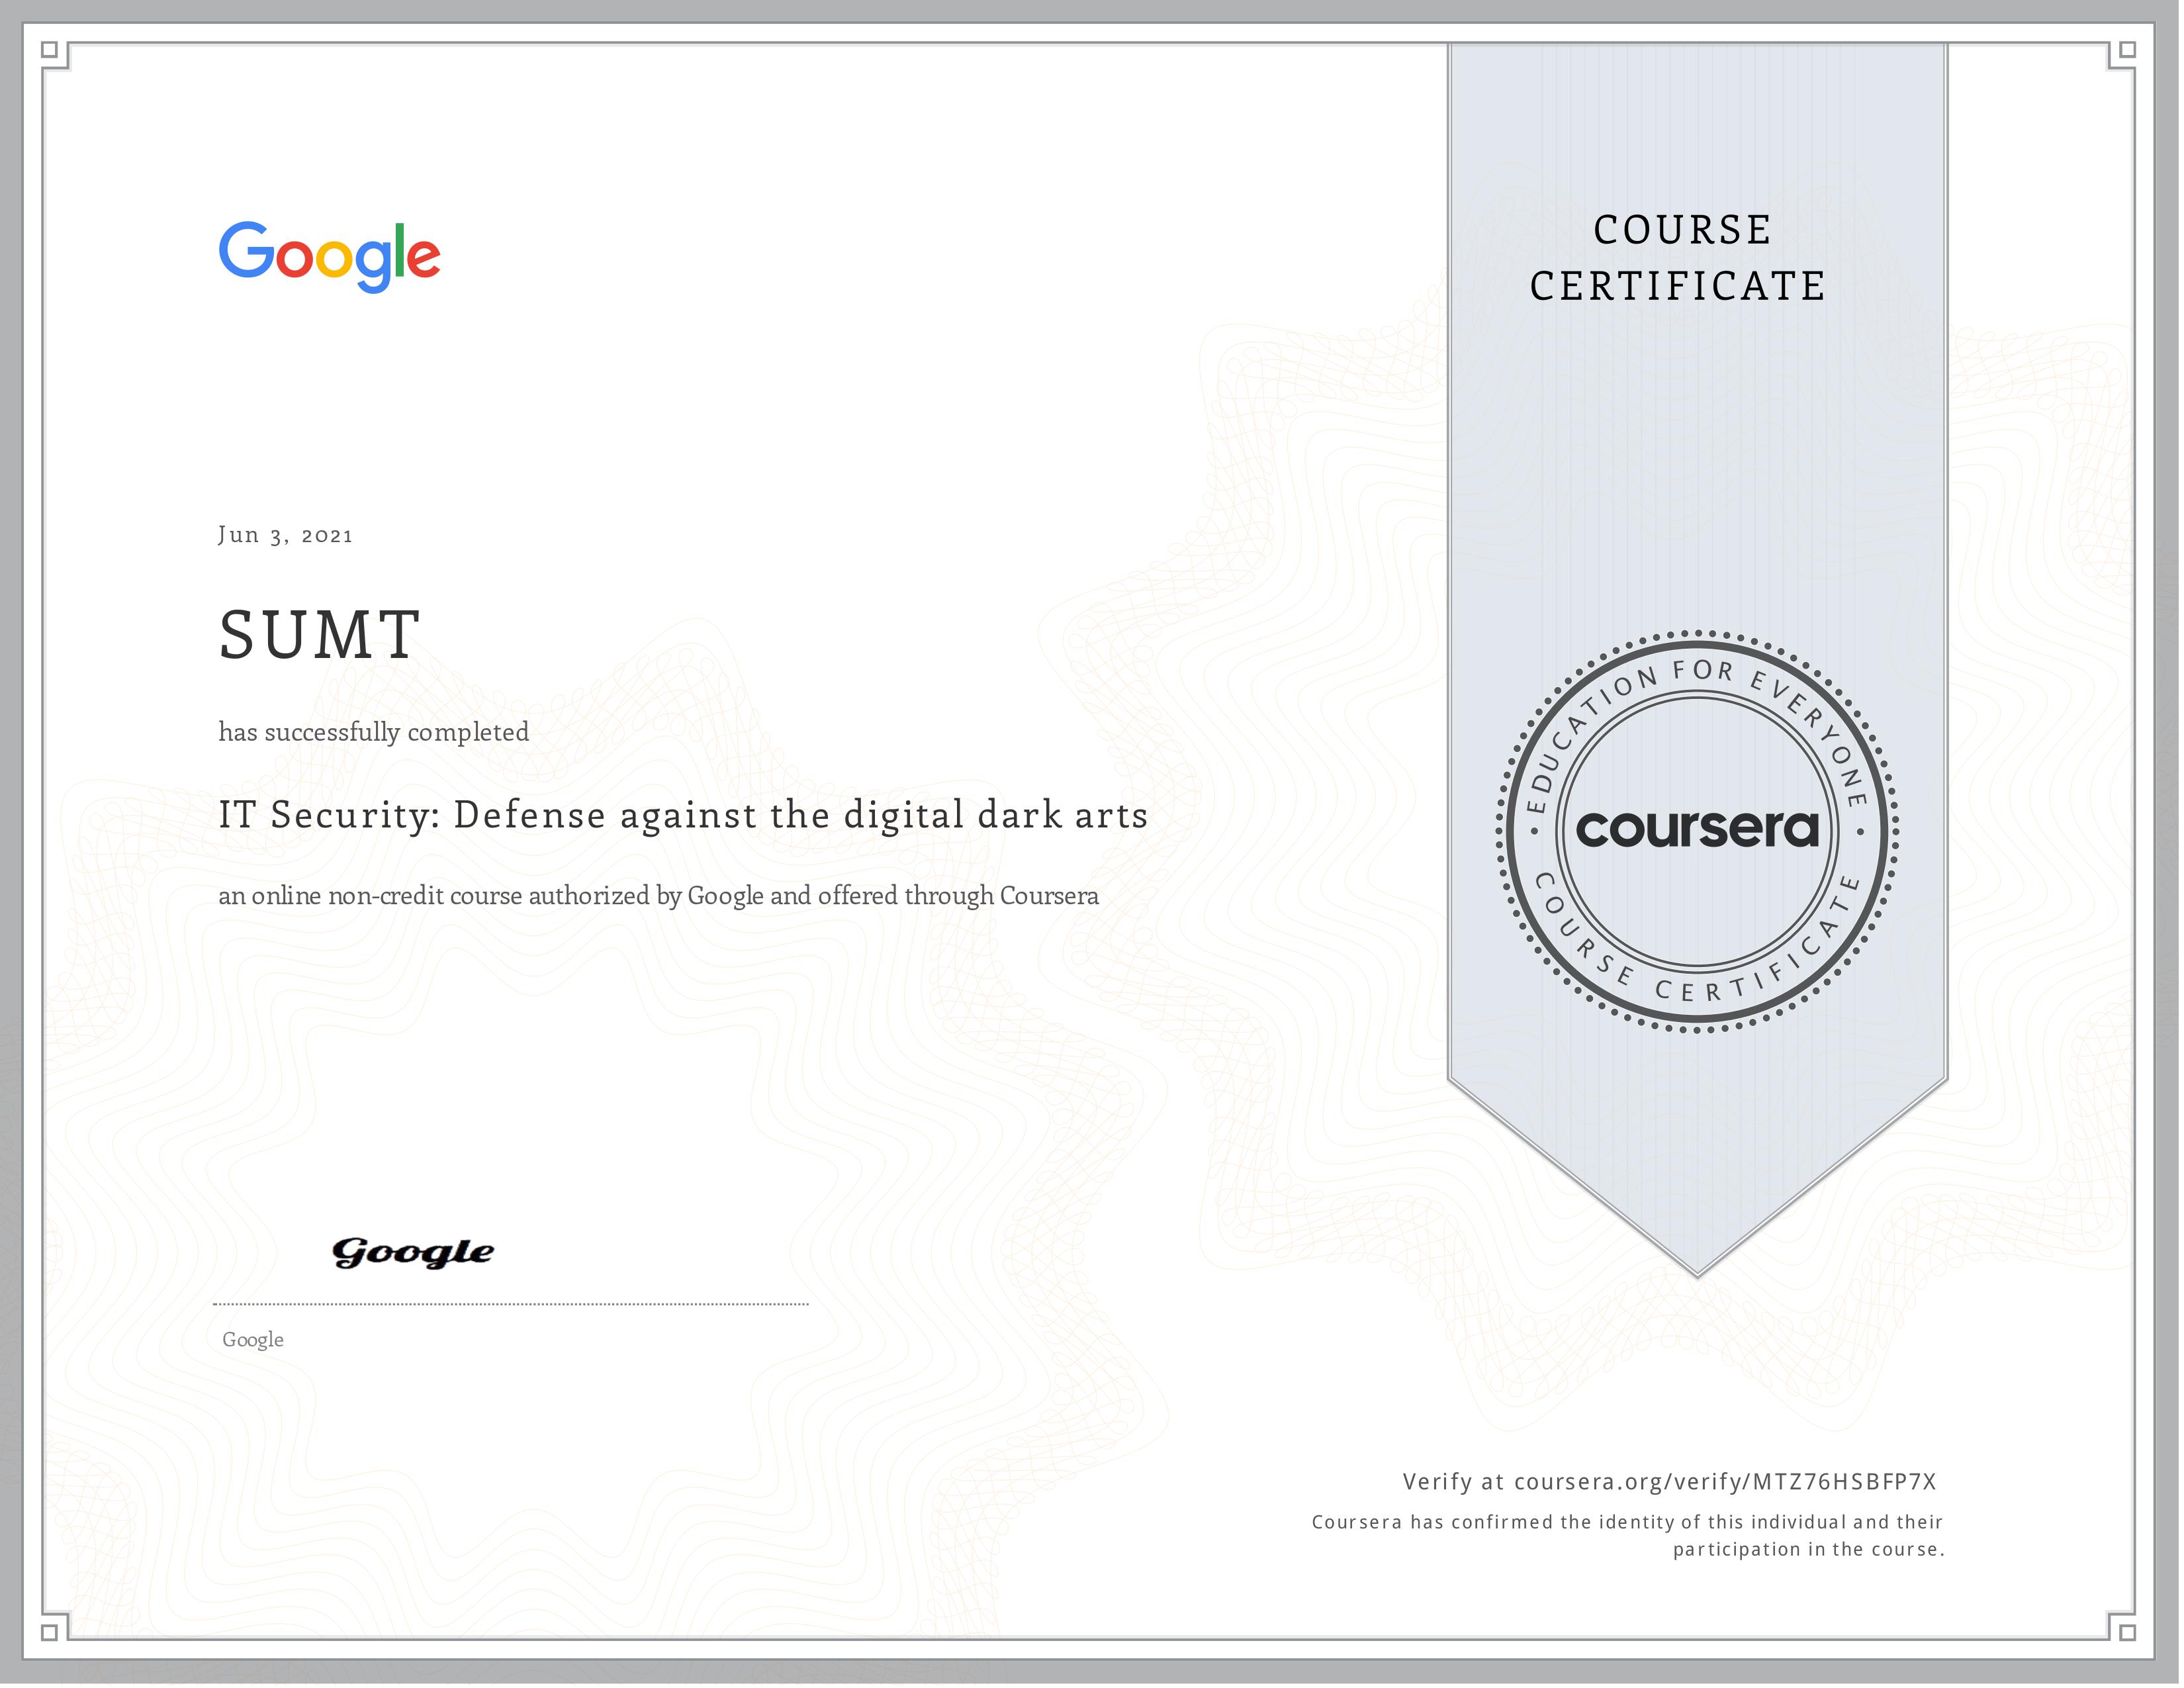 Google
COURSE
CERTIFICATE
Jun 3, 2021
SUMT
has successfully completed
IT Security: Defense against the digital dark arts
an online non-credit course authorized by Google and offered through Coursera
EDUCATION FOR EVERYONE
coursera
COURSE CERTIFICATE
Google
Google
Verify at coursera.org/verify/MTZ76HSBFP7X
Coursera has confirmed the identity of this individual and their
participation in the course.